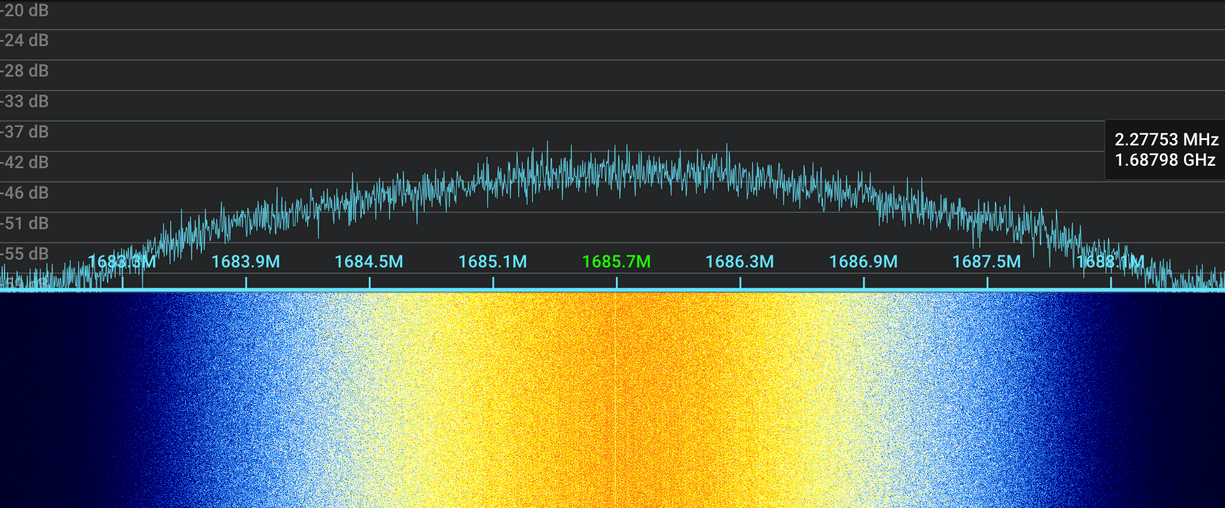 -20 dB
-24 dB
-28 dB
-33 dB
-37 dB
2.27753 MHz
1.68798 GHz
-42 dB
-46 dB
-51 dB
-55 dB
1683.3M 1683.9M 1684.5M 1685.1M 1685.7M 1686.3M 1686.9M 1687.5M 1688.1M